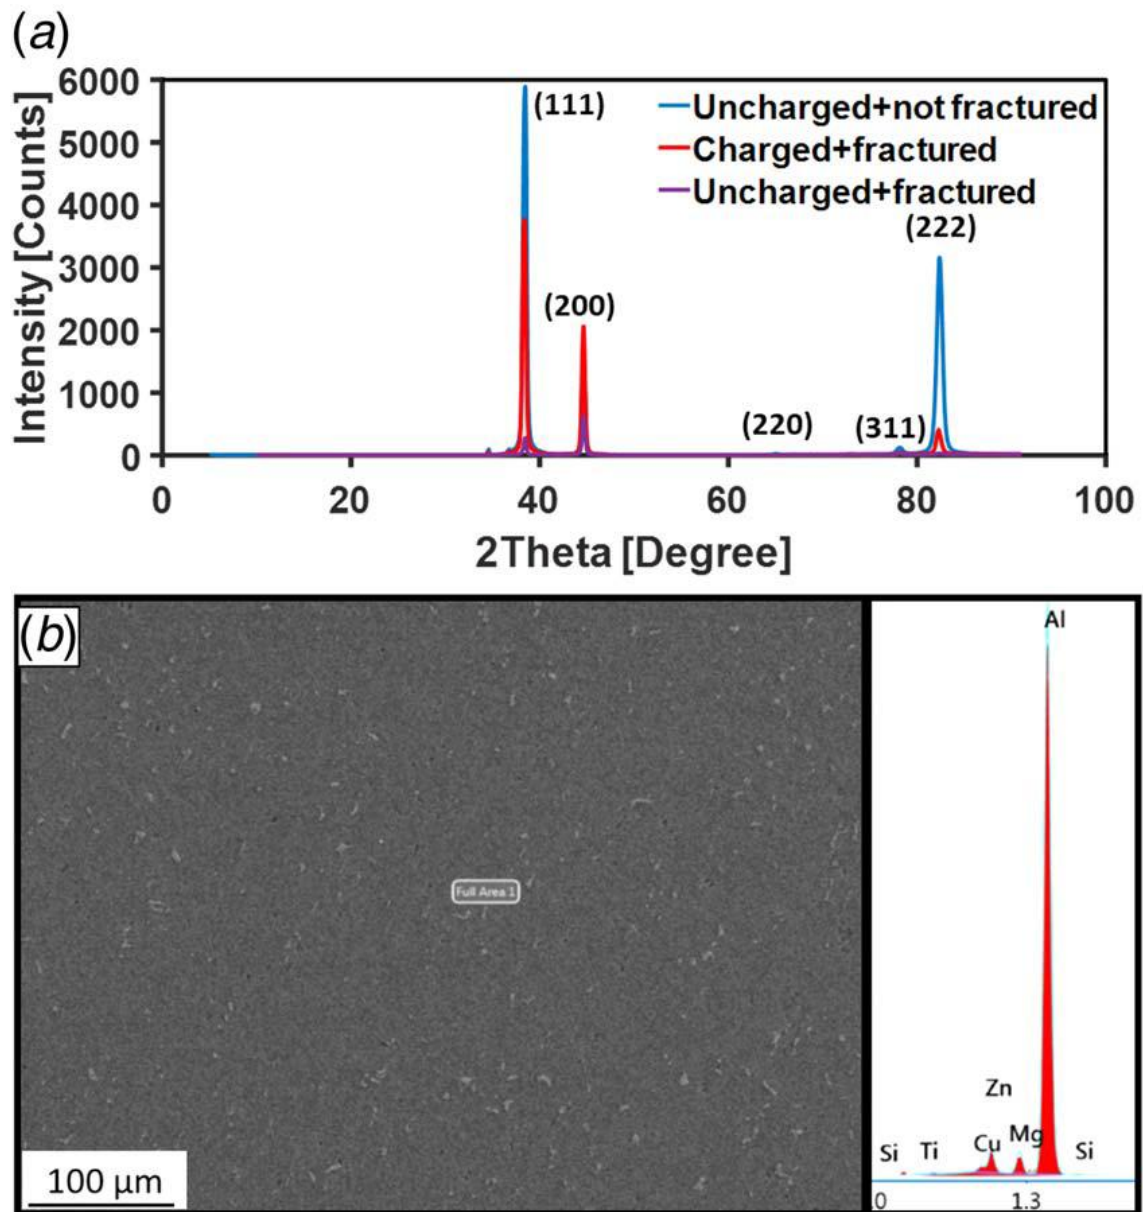 (a)
6000
5000
4000
3000
2000
1000
0
Intensity [Counts]
(111)
(200)
(220)
(311)
(222)
Uncharged+not fractured
Charged+fractured
Uncharged+fractured
0 20 40 60 80 100
2Theta [Degree]
(b)
Full Area 1
100 μm
Al
Zn
Si Ti Cu Mg Si
.0 1.3